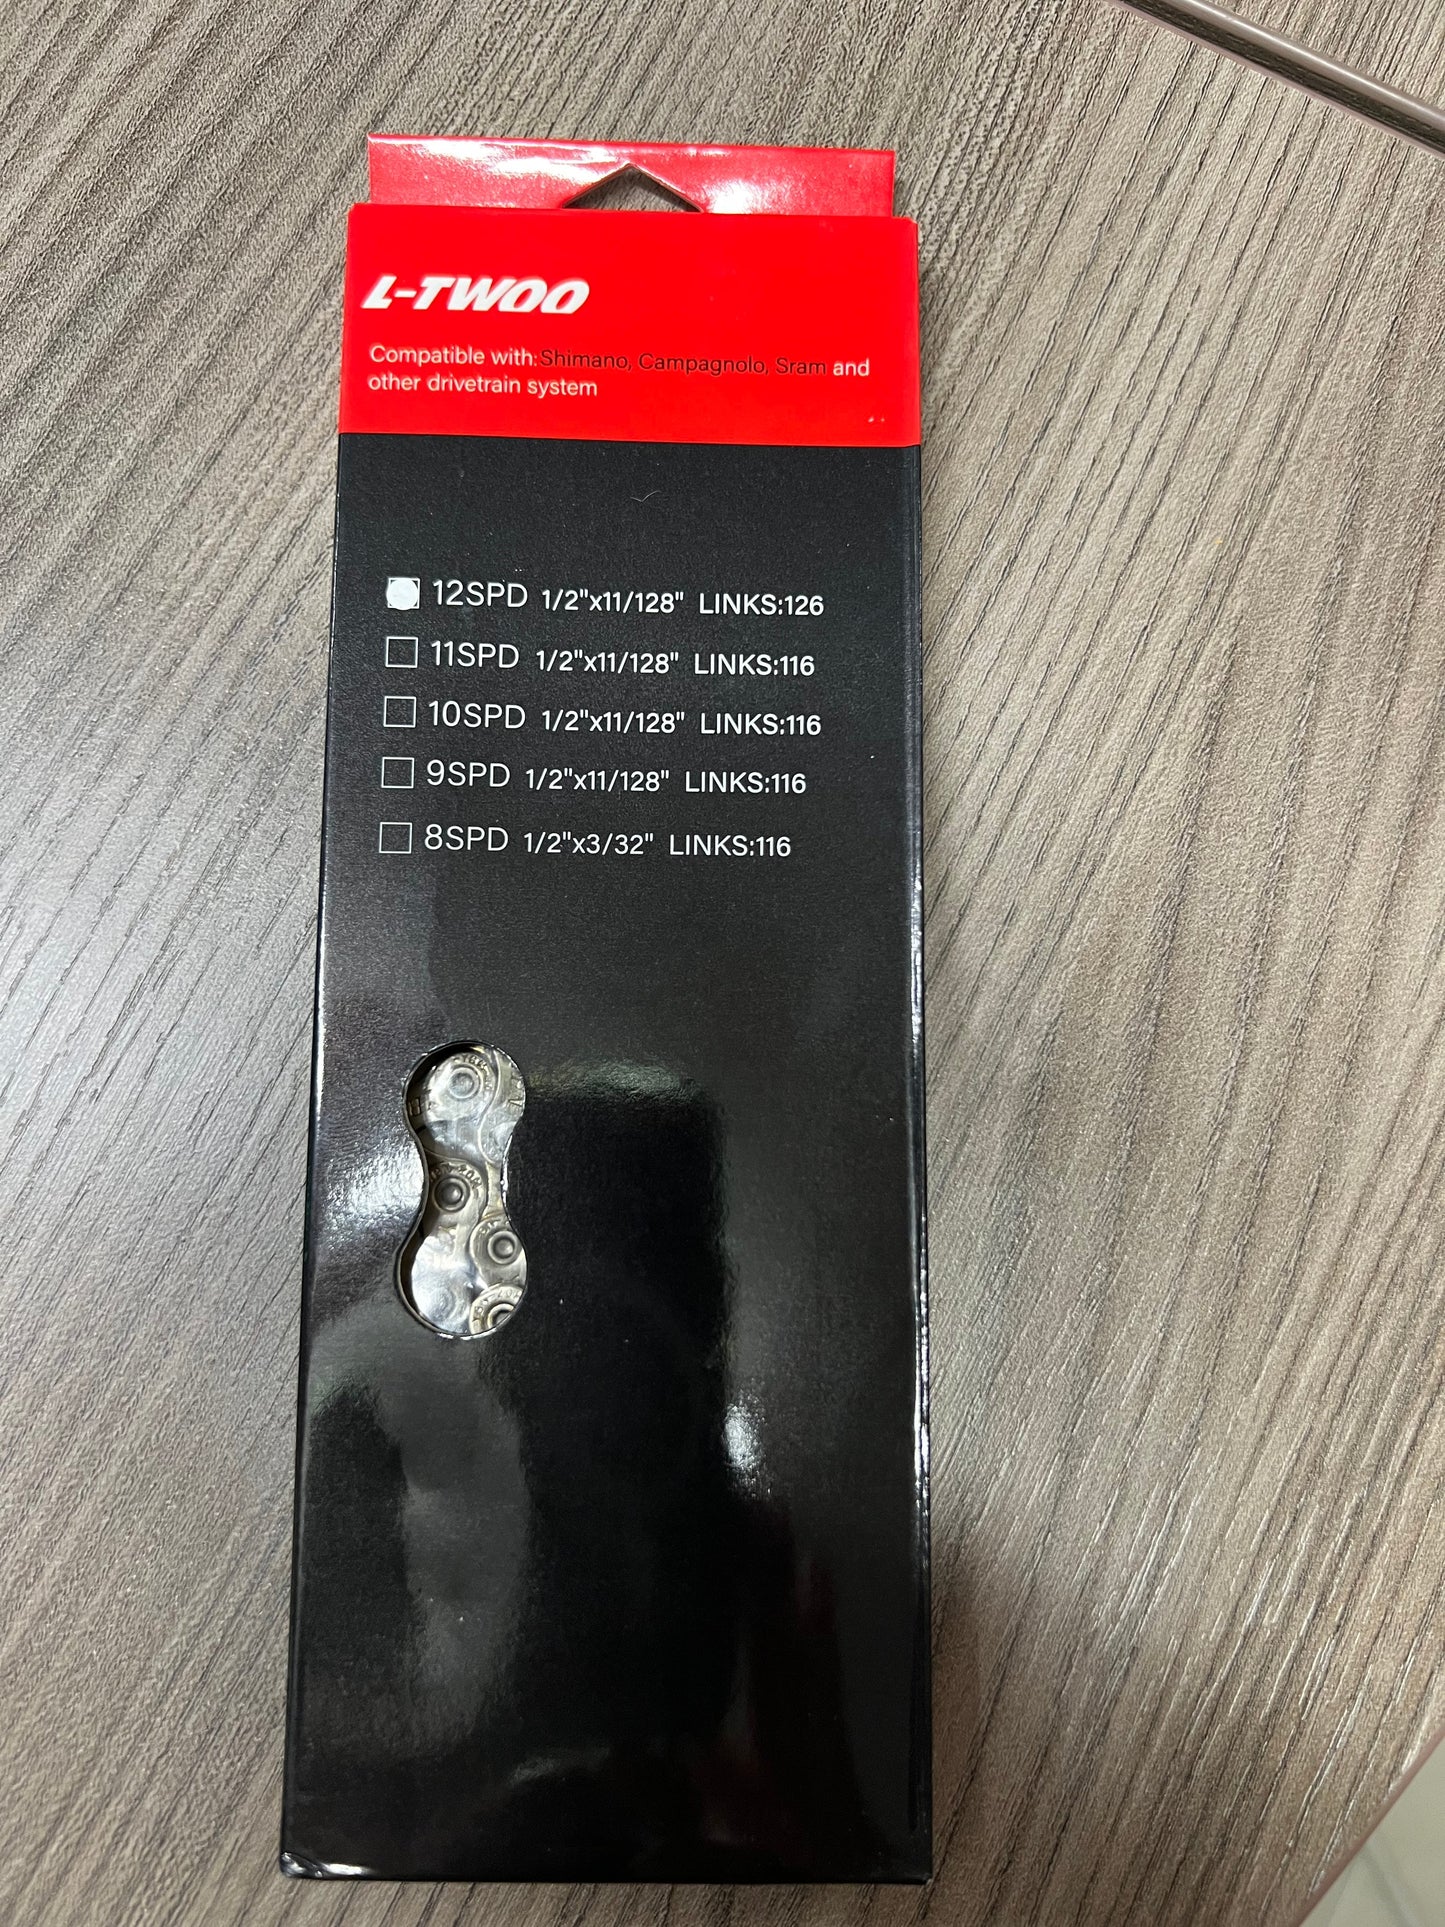 L-TWOO
Compatible with:Shimano, Campagnolo, Sram and
other drivetrain system
12SPD 1/2"x11/128" LINKS:126
11SPD 1/2"x11/128" LINKS:116
10SPD 1/2"x11/128" LINKS:116
9SPD 1/2"x11/128" LINKS:116
8SPD 1/2"x3/32" LINKS:116